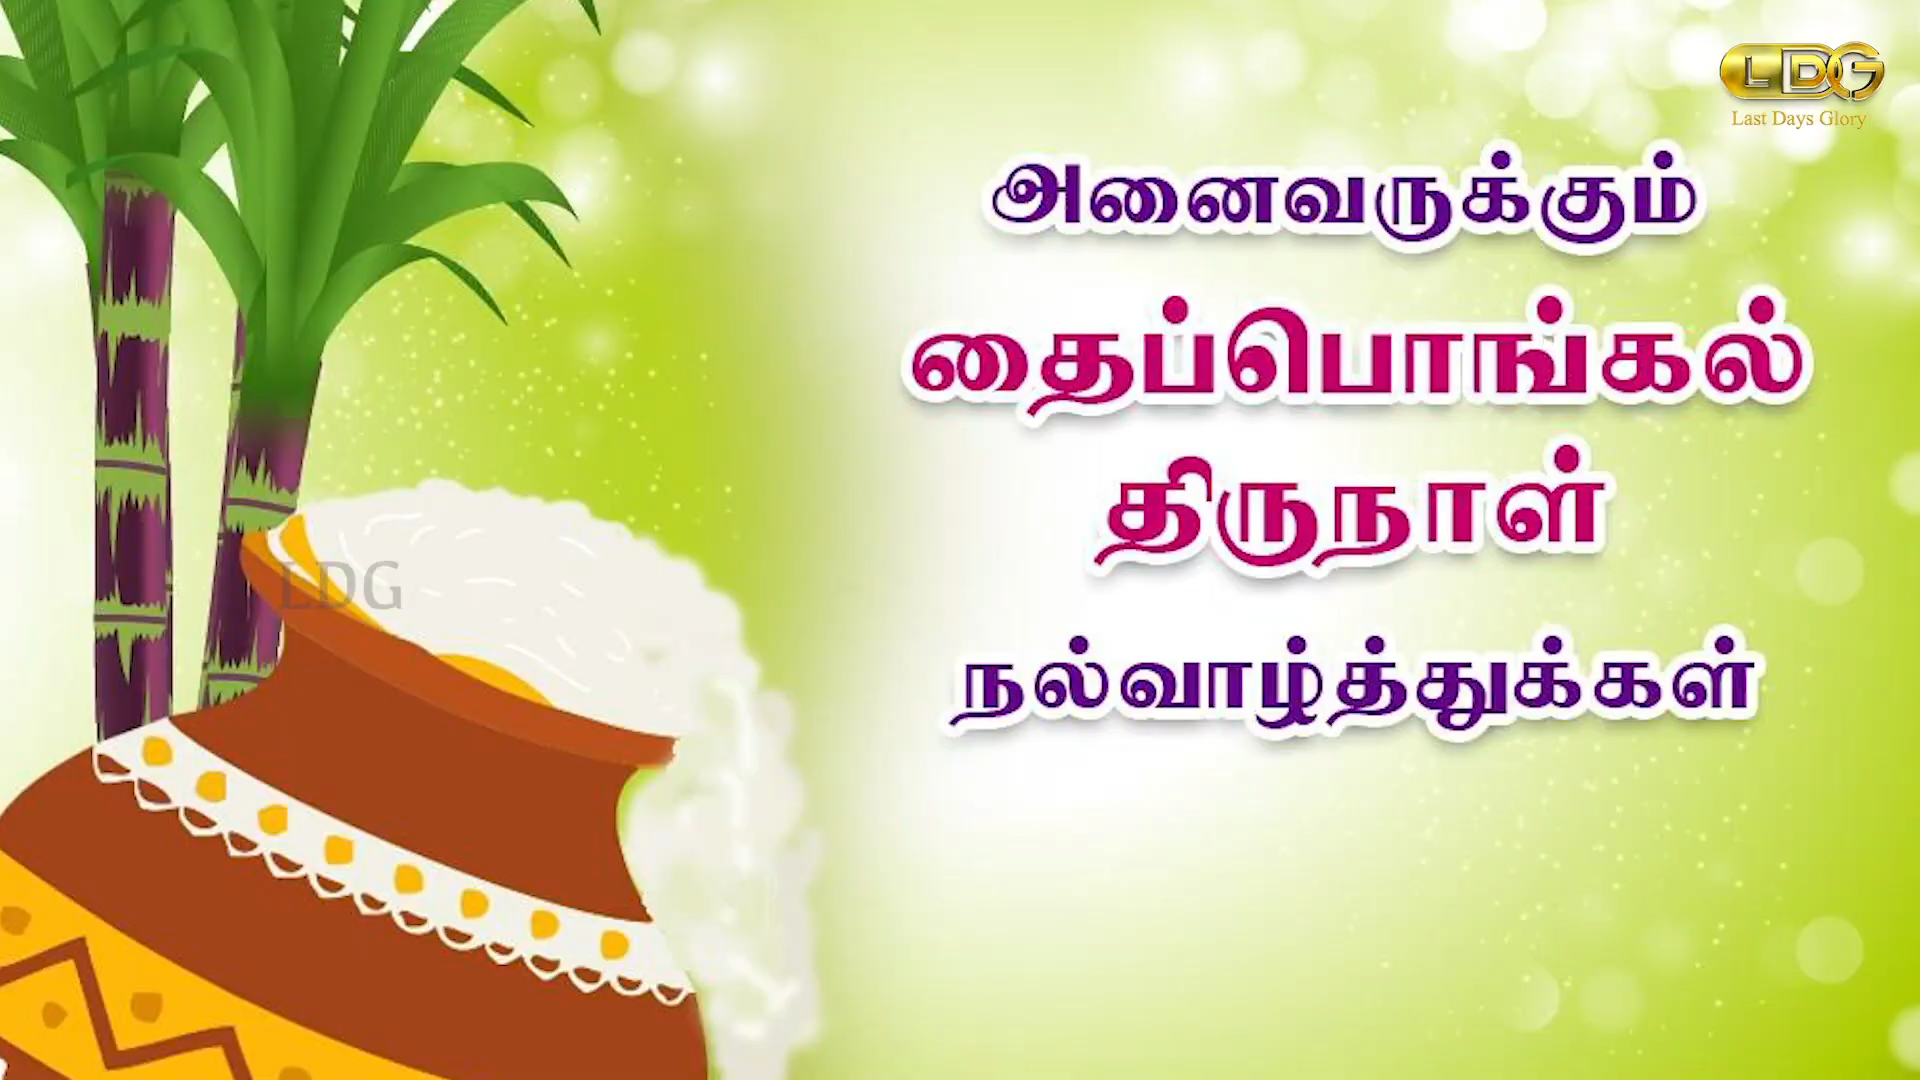 LDG
Last Days Glory
அனைவருக்கும்
தைப்பொங்கல்
திருநாள்
நல்வாழ்த்துக்கள்
LDG